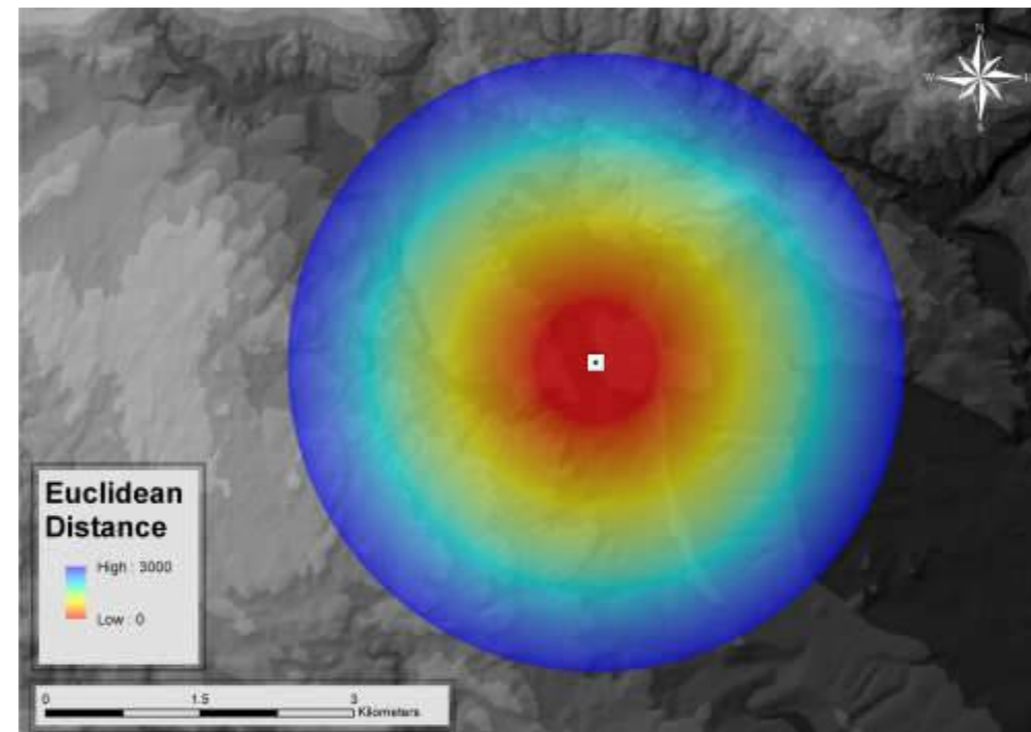 N
W
S
Euclidean
Distance
High : 3000
Low : 0
0 1.5 3
Kilometers